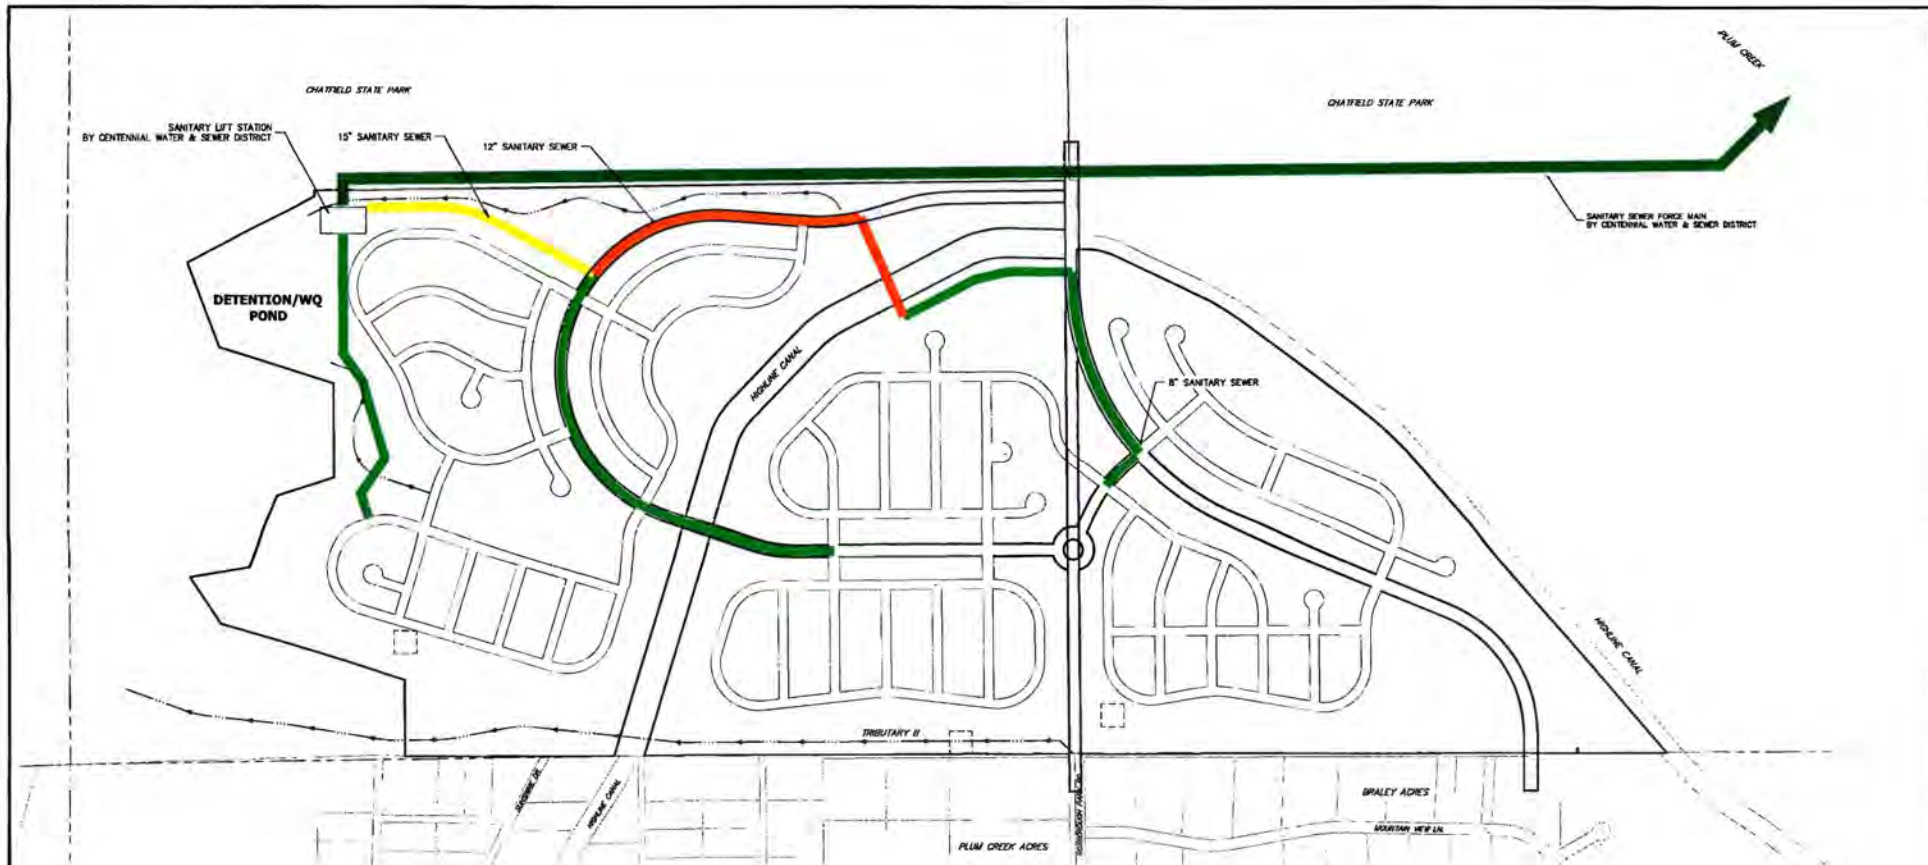 PLUM CREEK
CHATFIELD STATE PARK
CHATFIELD STATE PARK
SANITARY LIFT STATION
BY CENTENNIAL WATER & SEWER DISTRICT
15" SANITARY SEWER
12" SANITARY SEWER
SANITARY SEWER FORCE MAIN
BY CENTENNIAL WATER & SEWER DISTRICT
DETENTION/WQ
POND
HIGHLINE CANAL
8" SANITARY SEWER
HIGHLINE CANAL
TRIBUTARY B
HIGHLINE CANAL
BRALEY ACRES
MOUNTAIN VIEW LN.
PLUM CREEK ACRES